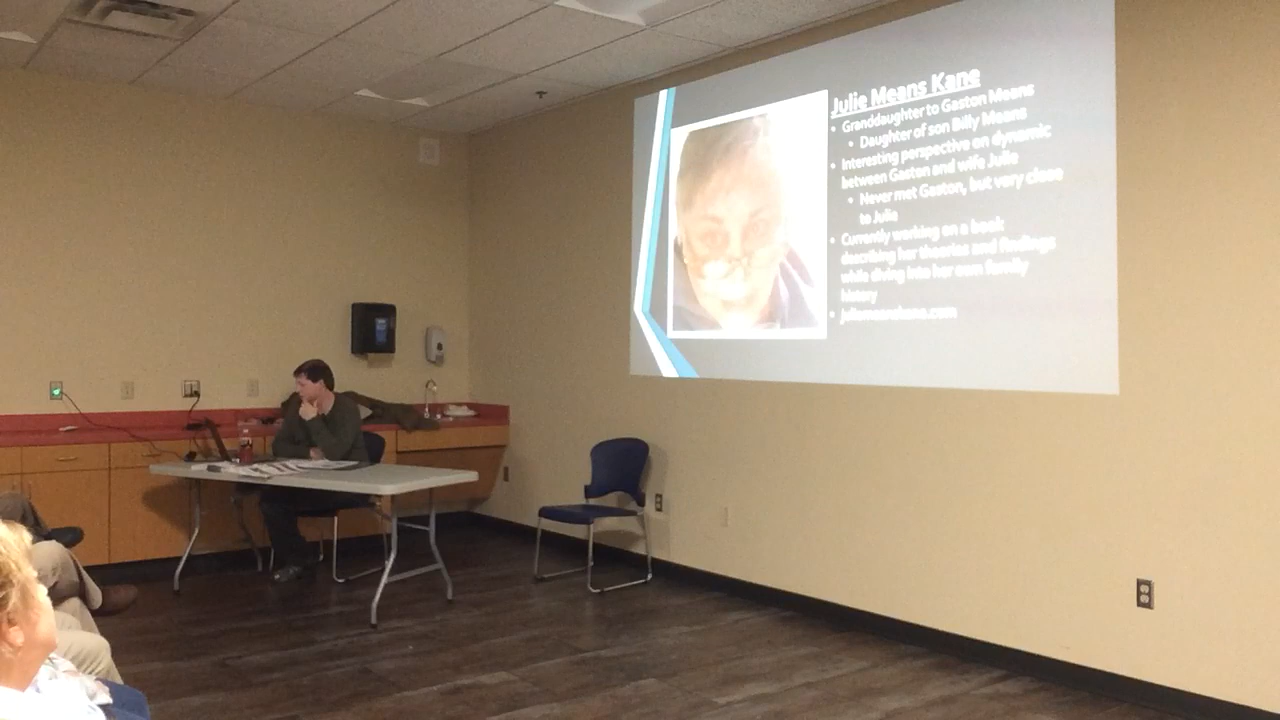 Julie Means Kane
• Granddaughter to Gaston Means
• Daughter of son Billy Means
• Interesting perspective on dynamic
between Gaston and wife Julie
• Never met Gaston, but very close
to Julie
• Currently working on a book
describing her theories and findings
while diving into her own family
history
• juliemeanskane.com